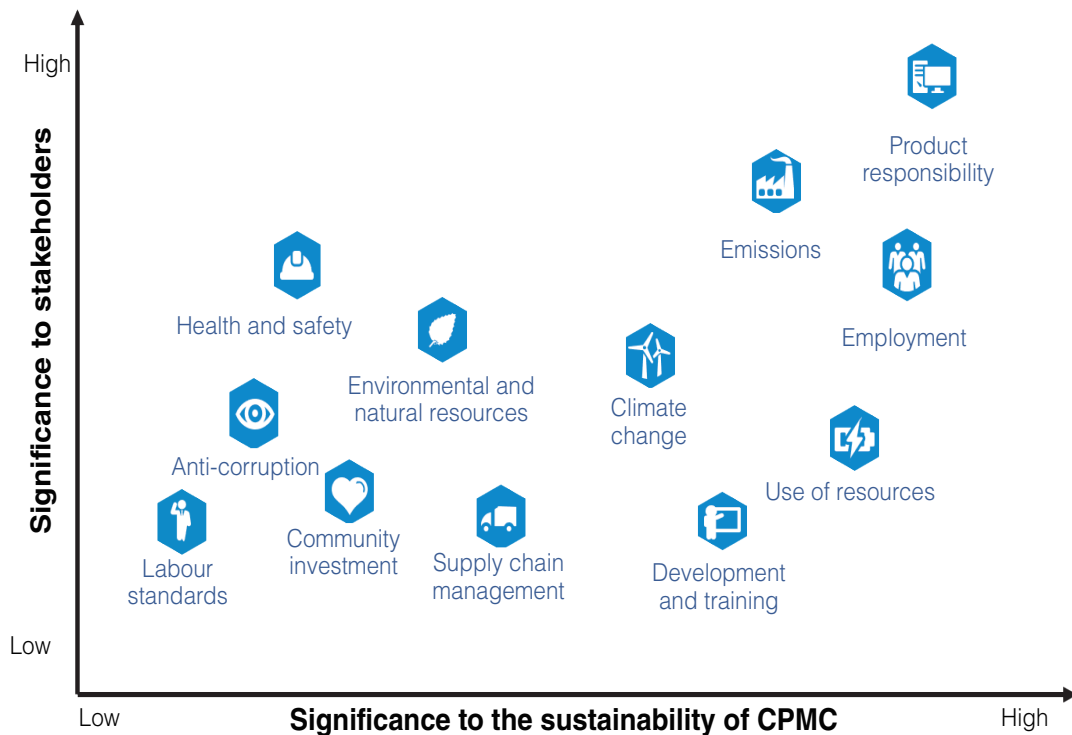 High
Significance to stakeholders
Product
responsibility
Emissions
Employment
Health and safety
Environmental and
natural resources
Climate
change
Anti-corruption
Use of resources
Community
investment
Supply chain
management
Labour
standards
Development
and training
Low
Low
Significance to the sustainability of CPMC
High